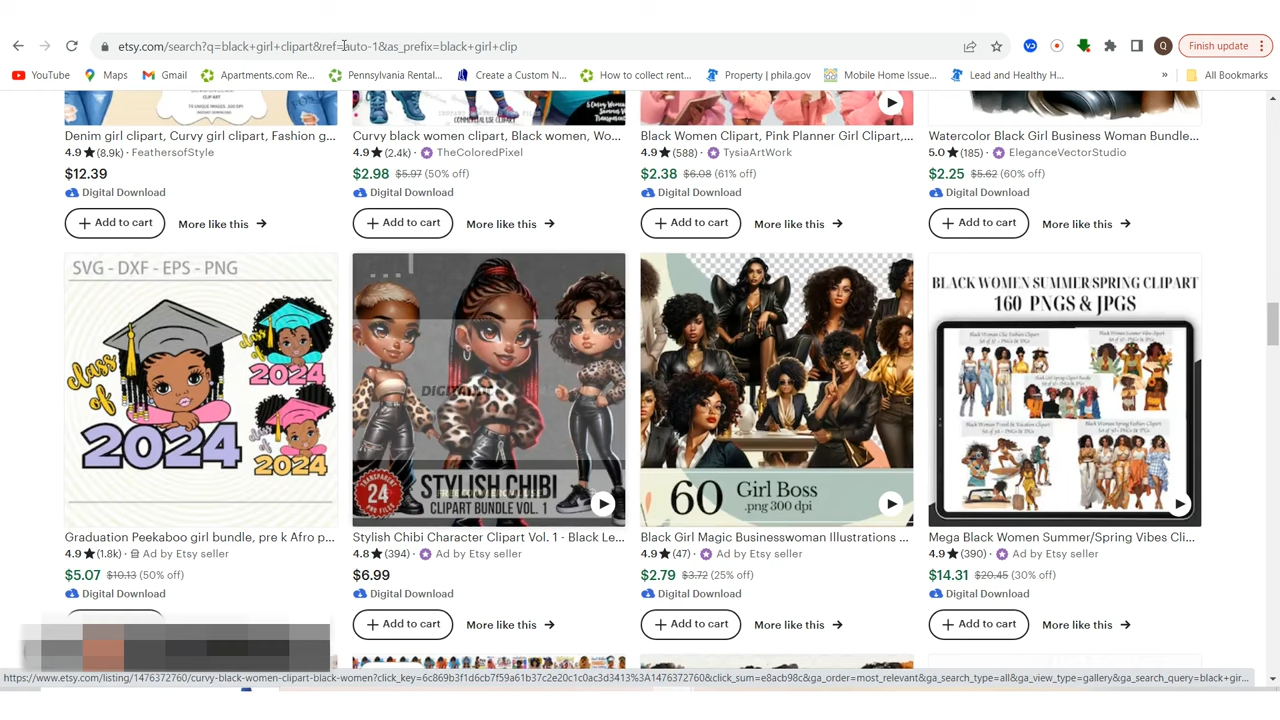 etsy.com/search?q=black+girl+clipart&ref=auto-1&as_prefix=black+girl+clip
Q
Finish update
YouTube
Maps
Gmail
Apartments.com Re...
Pennsylvania Rental...
Create a Custom N...
How to collect rent...
Property | phila.gov
Mobile Home Issue...
Lead and Healthy H...
»
All Bookmarks
CLIP ART
Denim girl clipart, Curvy girl clipart, Fashion g...
4.9 (8.9k) · FeathersofStyle
$12.39
Digital Download
+ Add to cart
More like this →
Curvy black women clipart, Black women, Wo...
4.9 (2.4k) · TheColoredPixel
$2.98 $5.97 (50% off)
Digital Download
+ Add to cart
More like this →
Black Women Clipart, Pink Planner Girl Clipart,...
4.9 (588) · TysiaArtWork
$2.38 $6.08 (61% off)
Digital Download
+ Add to cart
More like this →
Watercolor Black Girl Business Woman Bundle...
5.0 (185) · EleganceVectorStudio
$2.25 $5.62 (60% off)
Digital Download
+ Add to cart
More like this →
SVG - DXF - EPS - PNG
class of
2024
class of
2024
class of
2024
Graduation Peekaboo girl bundle, pre k Afro p...
4.9 (1.8k) · Ad by Etsy seller
$5.07 $10.13 (50% off)
Digital Download
TRANSPARENT
24
PNG FILES
STYLISH CHIBI
CLIPART BUNDLE VOL. 1
Stylish Chibi Character Clipart Vol. 1 - Black Le...
4.8 (394) · Ad by Etsy seller
$6.99
Digital Download
+ Add to cart
More like this →
60
Girl Boss
.png 300 dpi
Black Girl Magic Businesswoman Illustrations ...
4.9 (47) · Ad by Etsy seller
$2.79 $3.72 (25% off)
Digital Download
+ Add to cart
More like this →
BLACK WOMEN SUMMER SPRING CLIPART
160 PNGS & JPGS
Mega Black Women Summer/Spring Vibes Cli...
4.9 (390) · Ad by Etsy seller
$14.31 $20.45 (30% off)
Digital Download
+ Add to cart
More like this →
https://www.etsy.com/listing/1476372760/curvy-black-women-clipart-black-women?click_key=6c869b3f1d6cb7f59a61b37c2e20c1c0ac3d3413%3A1476372760&click_sum=e8acb98c&ga_order=most_relevant&ga_search_type=all&ga_view_type=gallery&ga_search_query=black+gir...